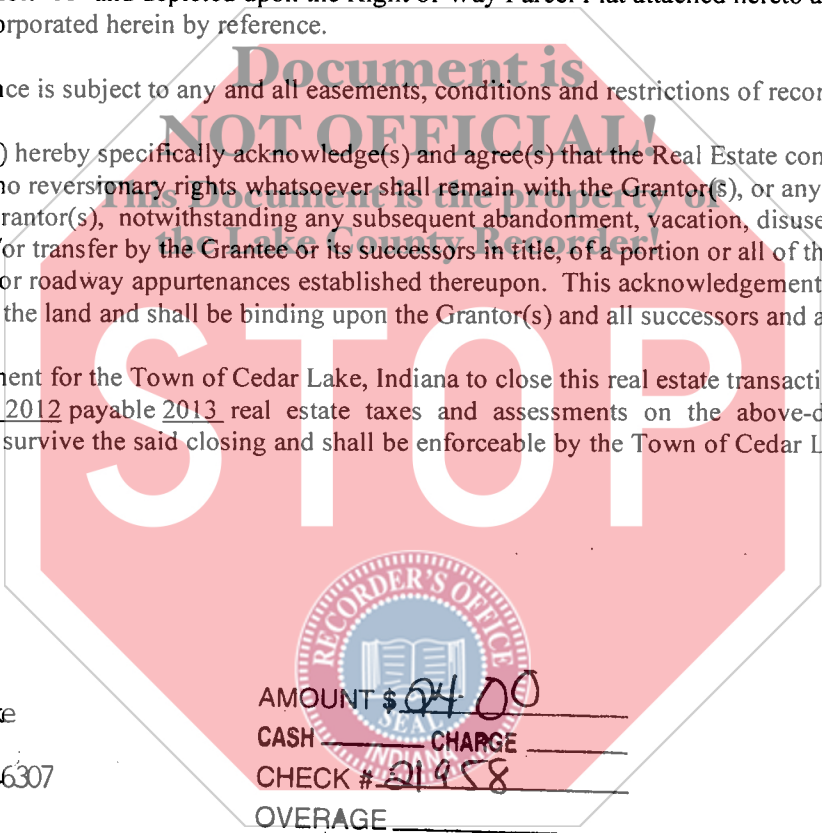 and depicted upon the Right of Way Parcel Plat attached hereto a
orporated herein by reference.
Document is
nce is subject to any and all easements, conditions and restrictions of recor
NOT OFFICIAL!
) hereby specifically acknowledge(s) and agree(s) that the Real Estate con
no reversionary rights whatsoever shall remain with the Grantor(s), or any
This Document is the property of
rantor(s), notwithstanding any subsequent abandonment, vacation, disuse
the Lake County Recorder!
/or transfer by the Grantee or its successors in title, of a portion or all of th
or roadway appurtenances established thereupon. This acknowledgement
the land and shall be binding upon the Grantor(s) and all successors and a
STOP
nent for the Town of Cedar Lake, Indiana to close this real estate transacti
2012 payable 2013 real estate taxes and assessments on the above-d
survive the said closing and shall be enforceable by the Town of Cedar L
RECORDER'S OFFICE
SEAL
INDIANA
AMOUNT $ 24.00
ke
CASH CHARGE
6307
CHECK # 21958
OVERAGE